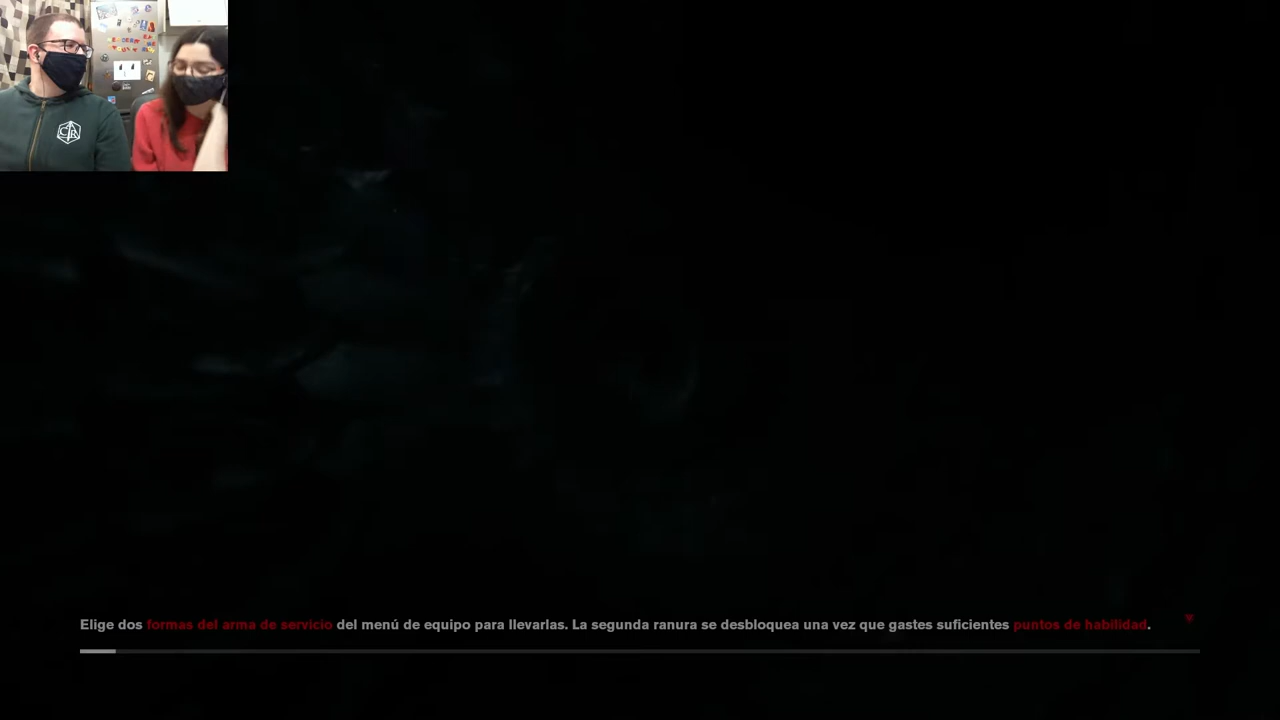 Elige dos formas del arma de servicio del menú de equipo para llevarlas. La segunda ranura se desbloquea una vez que gastes suficientes puntos de habilidad.